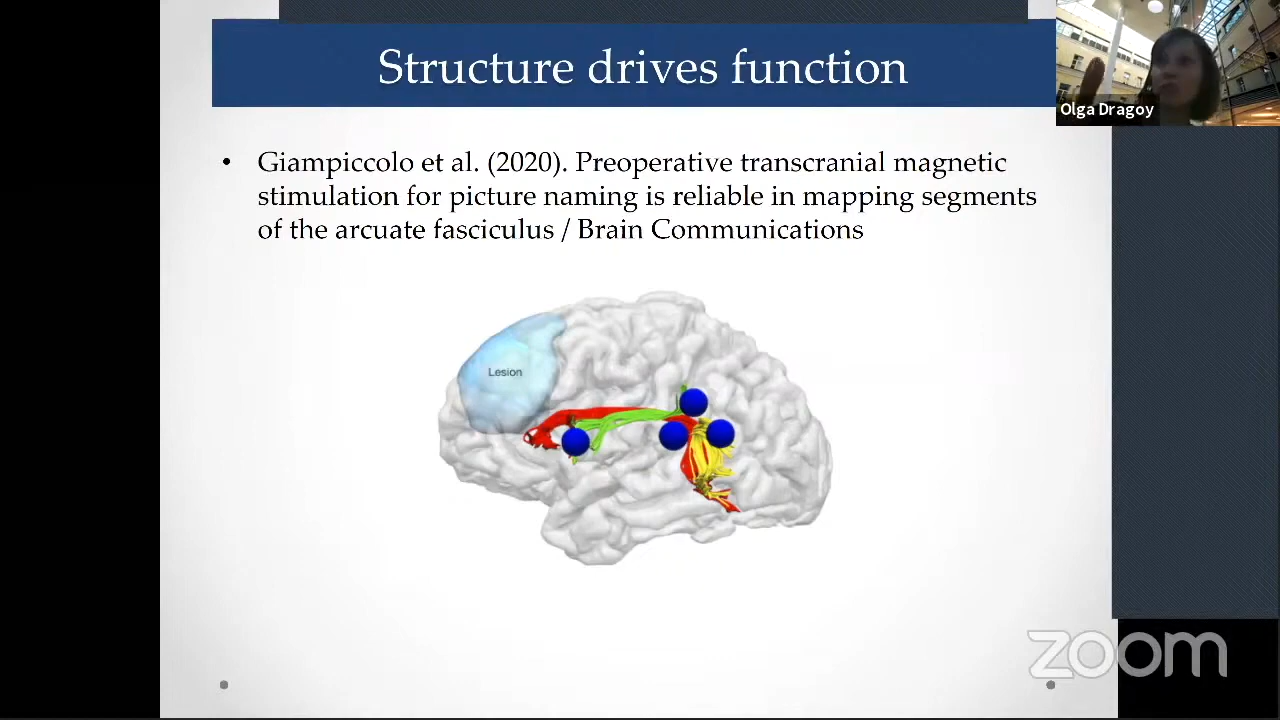 Structure drives function
Olga Dragoy
• Giampiccolo et al. (2020). Preoperative transcranial magnetic
stimulation for picture naming is reliable in mapping segments
of the arcuate fasciculus / Brain Communications
Lesion
zoom